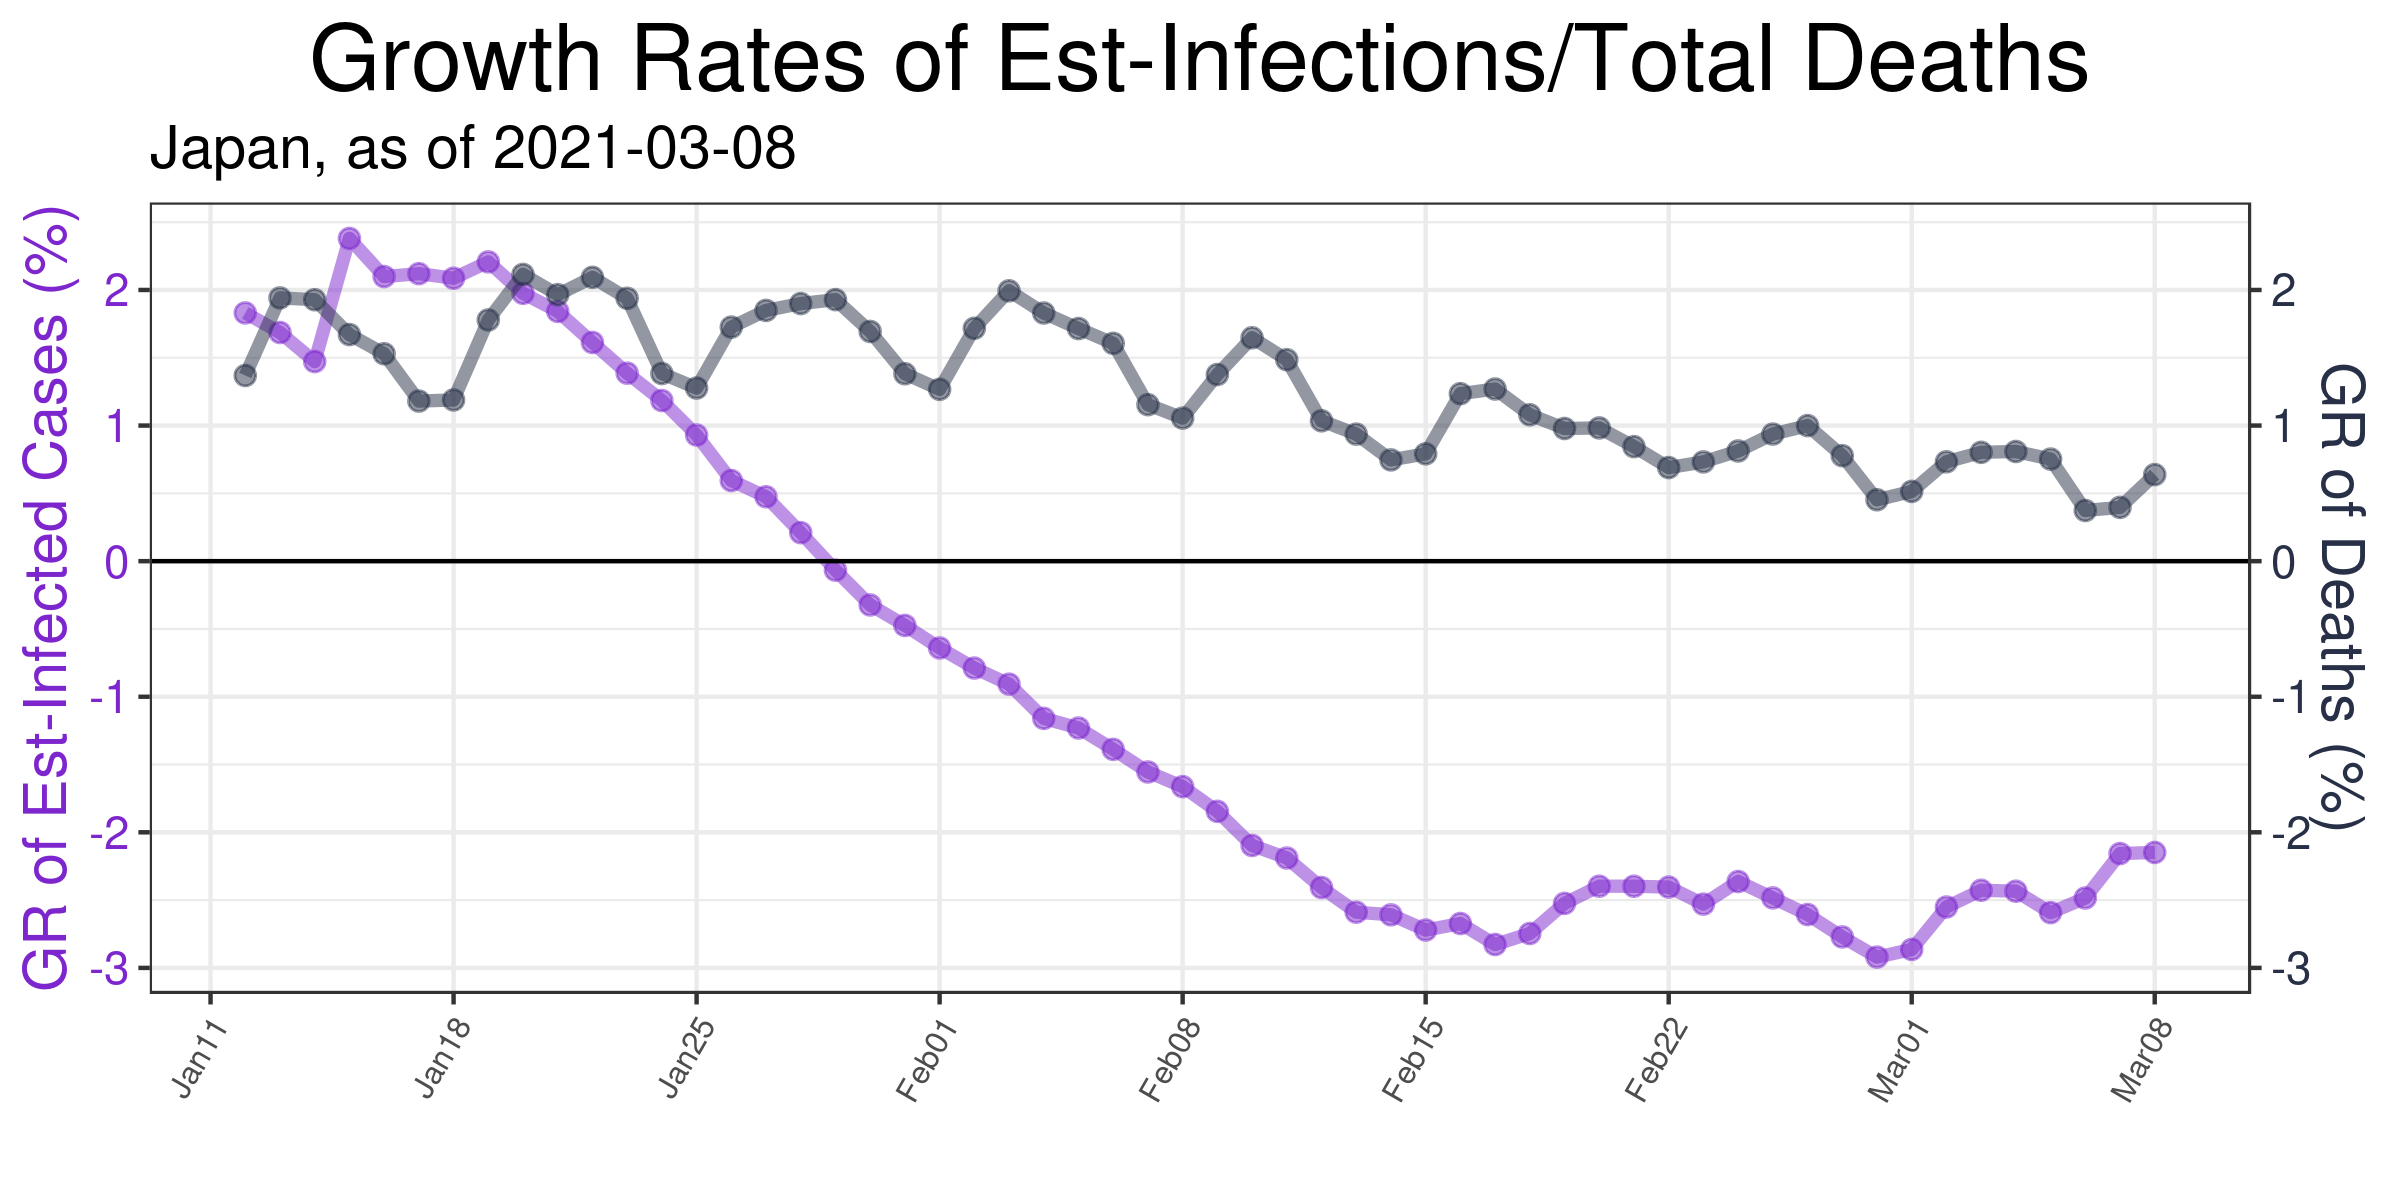 Growth Rates of Est-Infections/Total Deaths
Japan, as of 2021-03-08
GR of Est-Infected Cases (%)
2
1
0
-1
-2
-3
2
1
0
-1
-2
-3
GR of Deaths (%)
Jan11
Jan18
Jan25
Feb01
Feb08
Feb15
Feb22
Mar01
Mar08